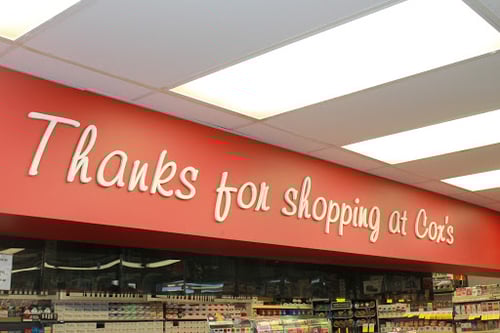 Thanks for shopping at Cox's